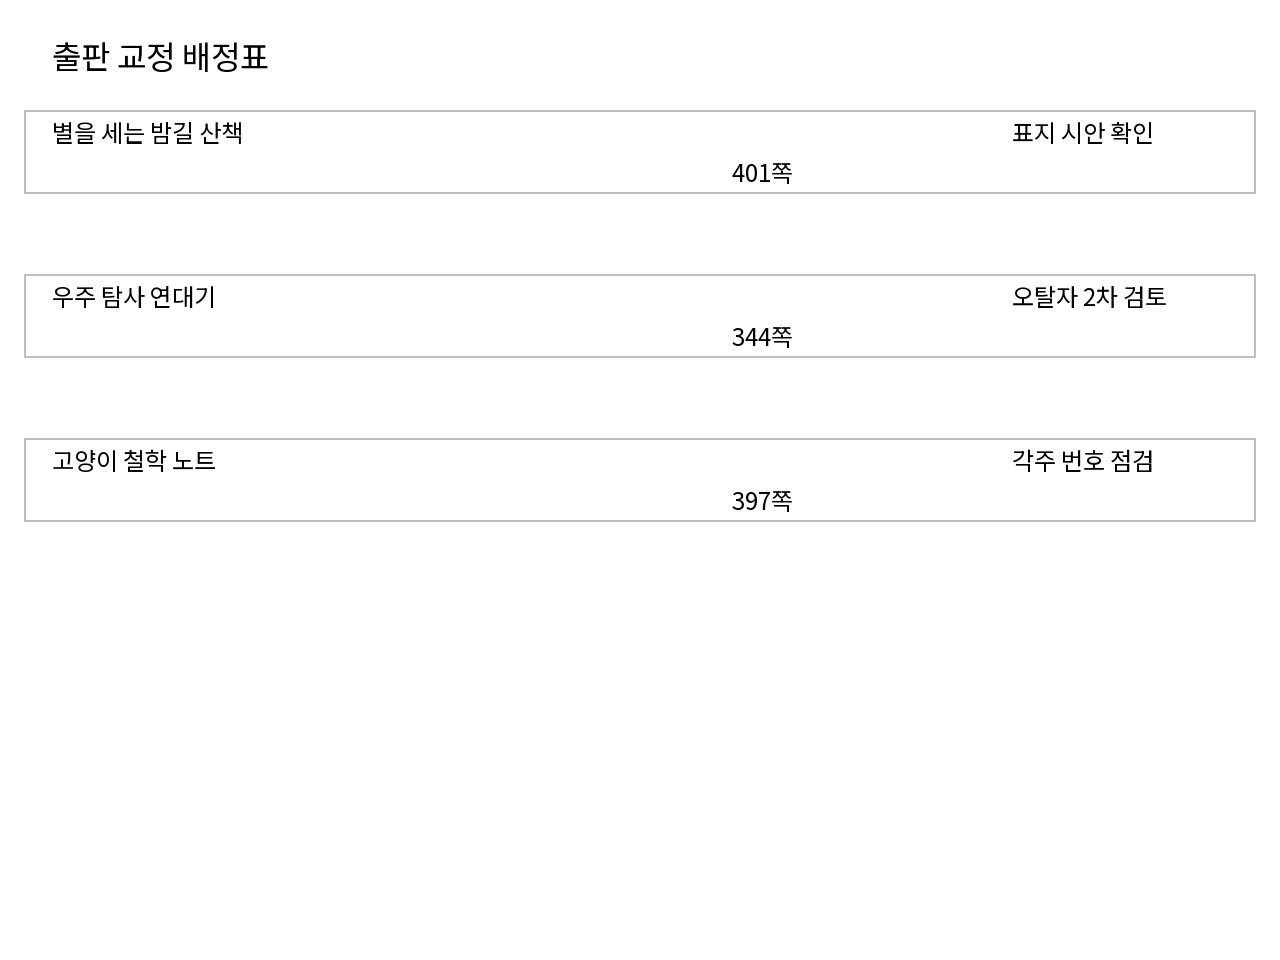 출판 교정 배정표
별을 세는 밤길 산책 표지 시안 확인
401쪽
우주 탐사 연대기 오탈자 2차 검토
344쪽
고양이 철학 노트 각주 번호 점검
397쪽